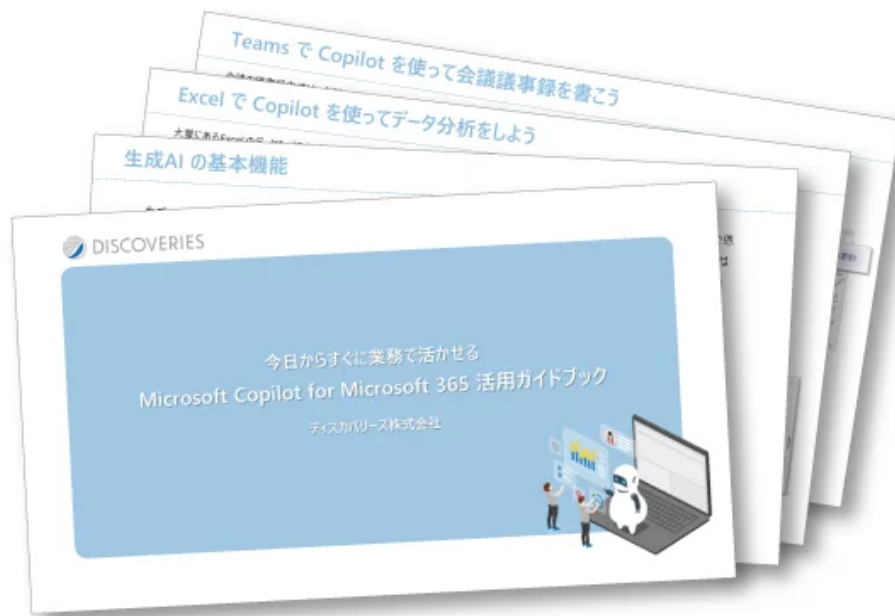 Teams で Copilot を使って会議議事録を書こう
Excel で Copilot を使ってデータ分析をしよう
生成AI の基本機能
DISCOVERIES
今日からすぐに業務で活かせる
Microsoft Copilot for Microsoft 365 活用ガイドブック
ディスカバリーズ株式会社